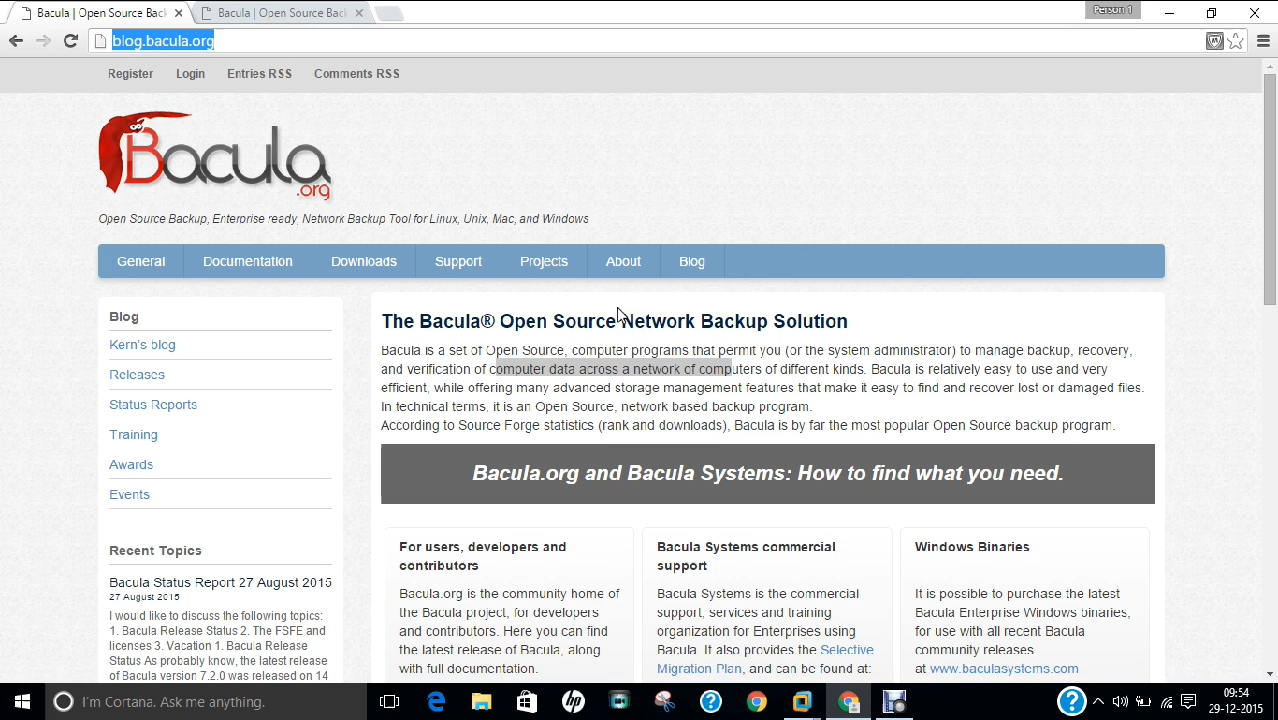 Bacula | Open Source Back
Bacula | Open Source Back
Person 1
blog.bacula.org
Register Login Entries RSS Comments RSS
Bacula
.org
Open Source Backup, Enterprise ready, Network Backup Tool for Linux, Unix, Mac, and Windows
General Documentation Downloads Support Projects About Blog
Blog
Kern's blog
Releases
Status Reports
Training
Awards
Events
Recent Topics
Bacula Status Report 27 August 2015
27 August 2015
I would like to discuss the following topics:
1. Bacula Release Status 2. The FSFE and
licenses 3. Vacation 1. Bacula Release
Status As probably know, the latest release
of Bacula version 7.2.0 was released on 14
The Bacula® Open Source Network Backup Solution
Bacula is a set of Open Source, computer programs that permit you (or the system administrator) to manage backup, recovery,
and verification of computer data across a network of computers of different kinds. Bacula is relatively easy to use and very
efficient, while offering many advanced storage management features that make it easy to find and recover lost or damaged files.
In technical terms, it is an Open Source, network based backup program.
According to Source Forge statistics (rank and downloads), Bacula is by far the most popular Open Source backup program.
Bacula.org and Bacula Systems: How to find what you need.
For users, developers and
contributors
Bacula.org is the community home of
the Bacula project, for developers
and contributors. Here you can find
the latest release of Bacula, along
with full documentation.
Bacula Systems commercial
support
Bacula Systems is the commercial
support, services and training
organization for Enterprises using
Bacula. It also provides the Selective
Migration Plan, and can be found at:
Windows Binaries
It is possible to purchase the latest
Bacula Enterprise Windows binaries,
for use with all recent Bacula
community releases
at www.baculasystems.com
I'm Cortana. Ask me anything.
09:54
29-12-2015